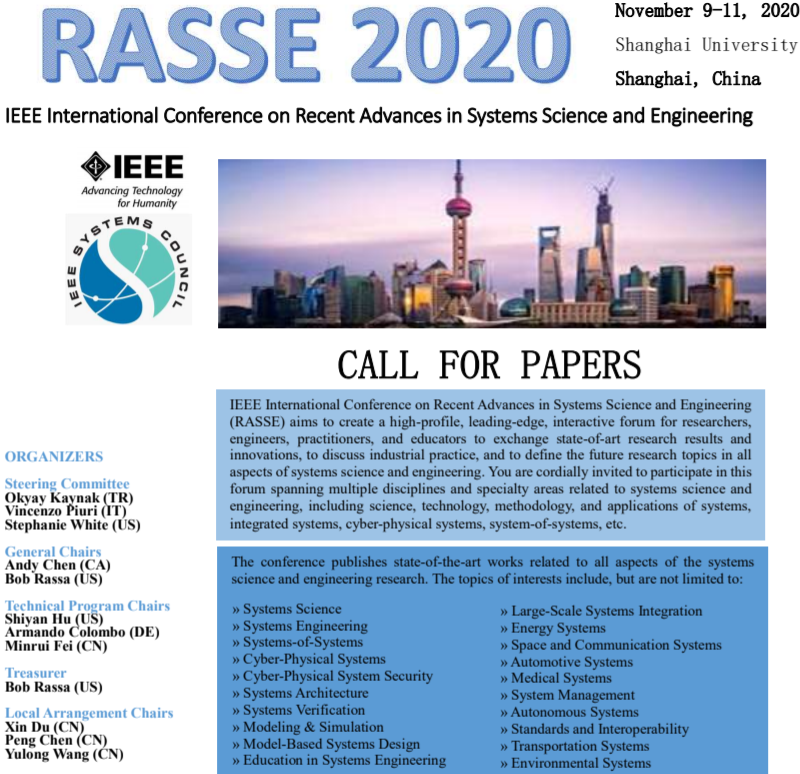 RASSE 2020
November 9-11, 2020
Shanghai University
Shanghai, China
IEEE International Conference on Recent Advances in Systems Science and Engineering
IEEE
Advancing Technology
for Humanity
IEEE SYSTEMS COUNCIL
CALL FOR PAPERS
IEEE International Conference on Recent Advances in Systems Science and Engineering
(RASSE) aims to create a high-profile, leading-edge, interactive forum for researchers,
engineers, practitioners, and educators to exchange state-of-art research results and
innovations, to discuss industrial practice, and to define the future research topics in all
aspects of systems science and engineering. You are cordially invited to participate in this
forum spanning multiple disciplines and specialty areas related to systems science and
engineering, including science, technology, methodology, and applications of systems,
integrated systems, cyber-physical systems, system-of-systems, etc.
ORGANIZERS
Steering Committee
Okyay Kaynak (TR)
Vincenzo Piuri (IT)
Stephanie White (US)
General Chairs
Andy Chen (CA)
Bob Rassa (US)
Technical Program Chairs
Shiyan Hu (US)
Armando Colombo (DE)
Minrui Fei (CN)
Treasurer
Bob Rassa (US)
Local Arrangement Chairs
Xin Du (CN)
Peng Chen (CN)
Yulong Wang (CN)
The conference publishes state-of-the-art works related to all aspects of the systems
science and engineering research. The topics of interests include, but are not limited to:
» Systems Science
» Systems Engineering
» Systems-of-Systems
» Cyber-Physical Systems
» Cyber-Physical System Security
» Systems Architecture
» Systems Verification
» Modeling & Simulation
» Model-Based Systems Design
» Education in Systems Engineering
» Large-Scale Systems Integration
» Energy Systems
» Space and Communication Systems
» Automotive Systems
» Medical Systems
» System Management
» Autonomous Systems
» Standards and Interoperability
» Transportation Systems
» Environmental Systems